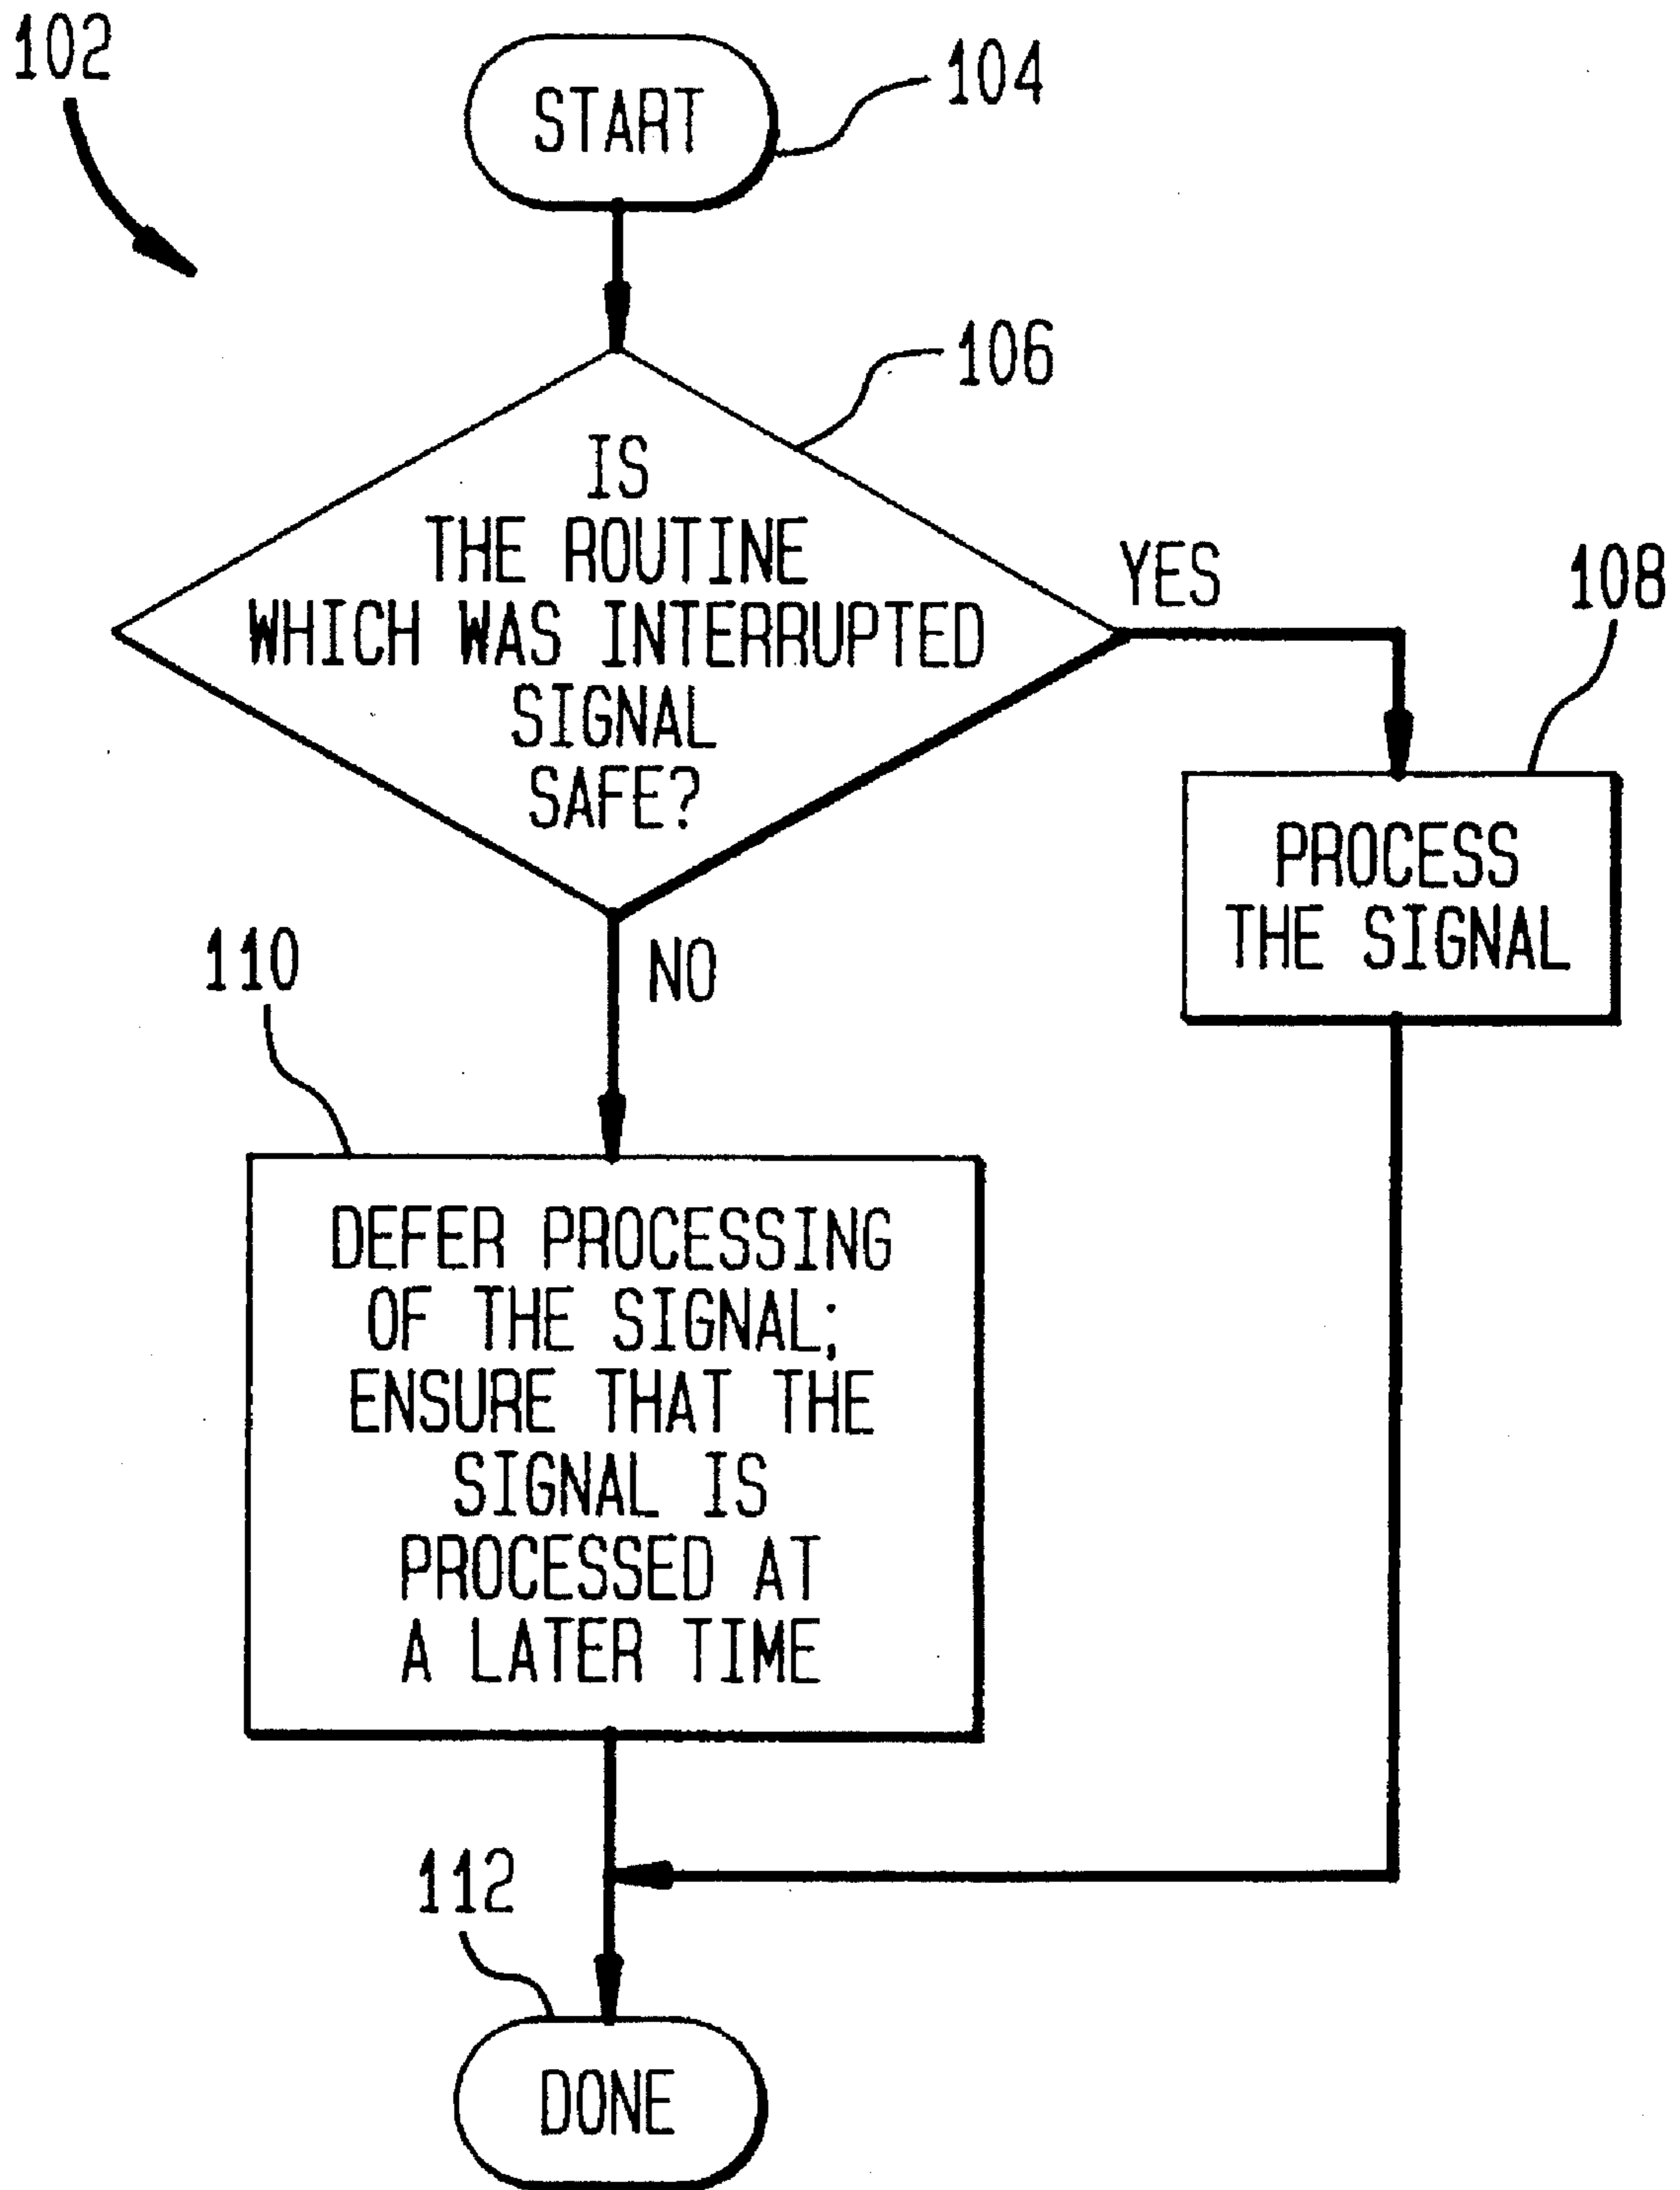 102
START
104
106
IS
THE ROUTINE
WHICH WAS INTERRUPTED
SIGNAL
SAFE?
YES
108
PROCESS
THE SIGNAL
NO
110
DEFER PROCESSING
OF THE SIGNAL;
ENSURE THAT THE
SIGNAL IS
PROCESSED AT
A LATER TIME
112
DONE